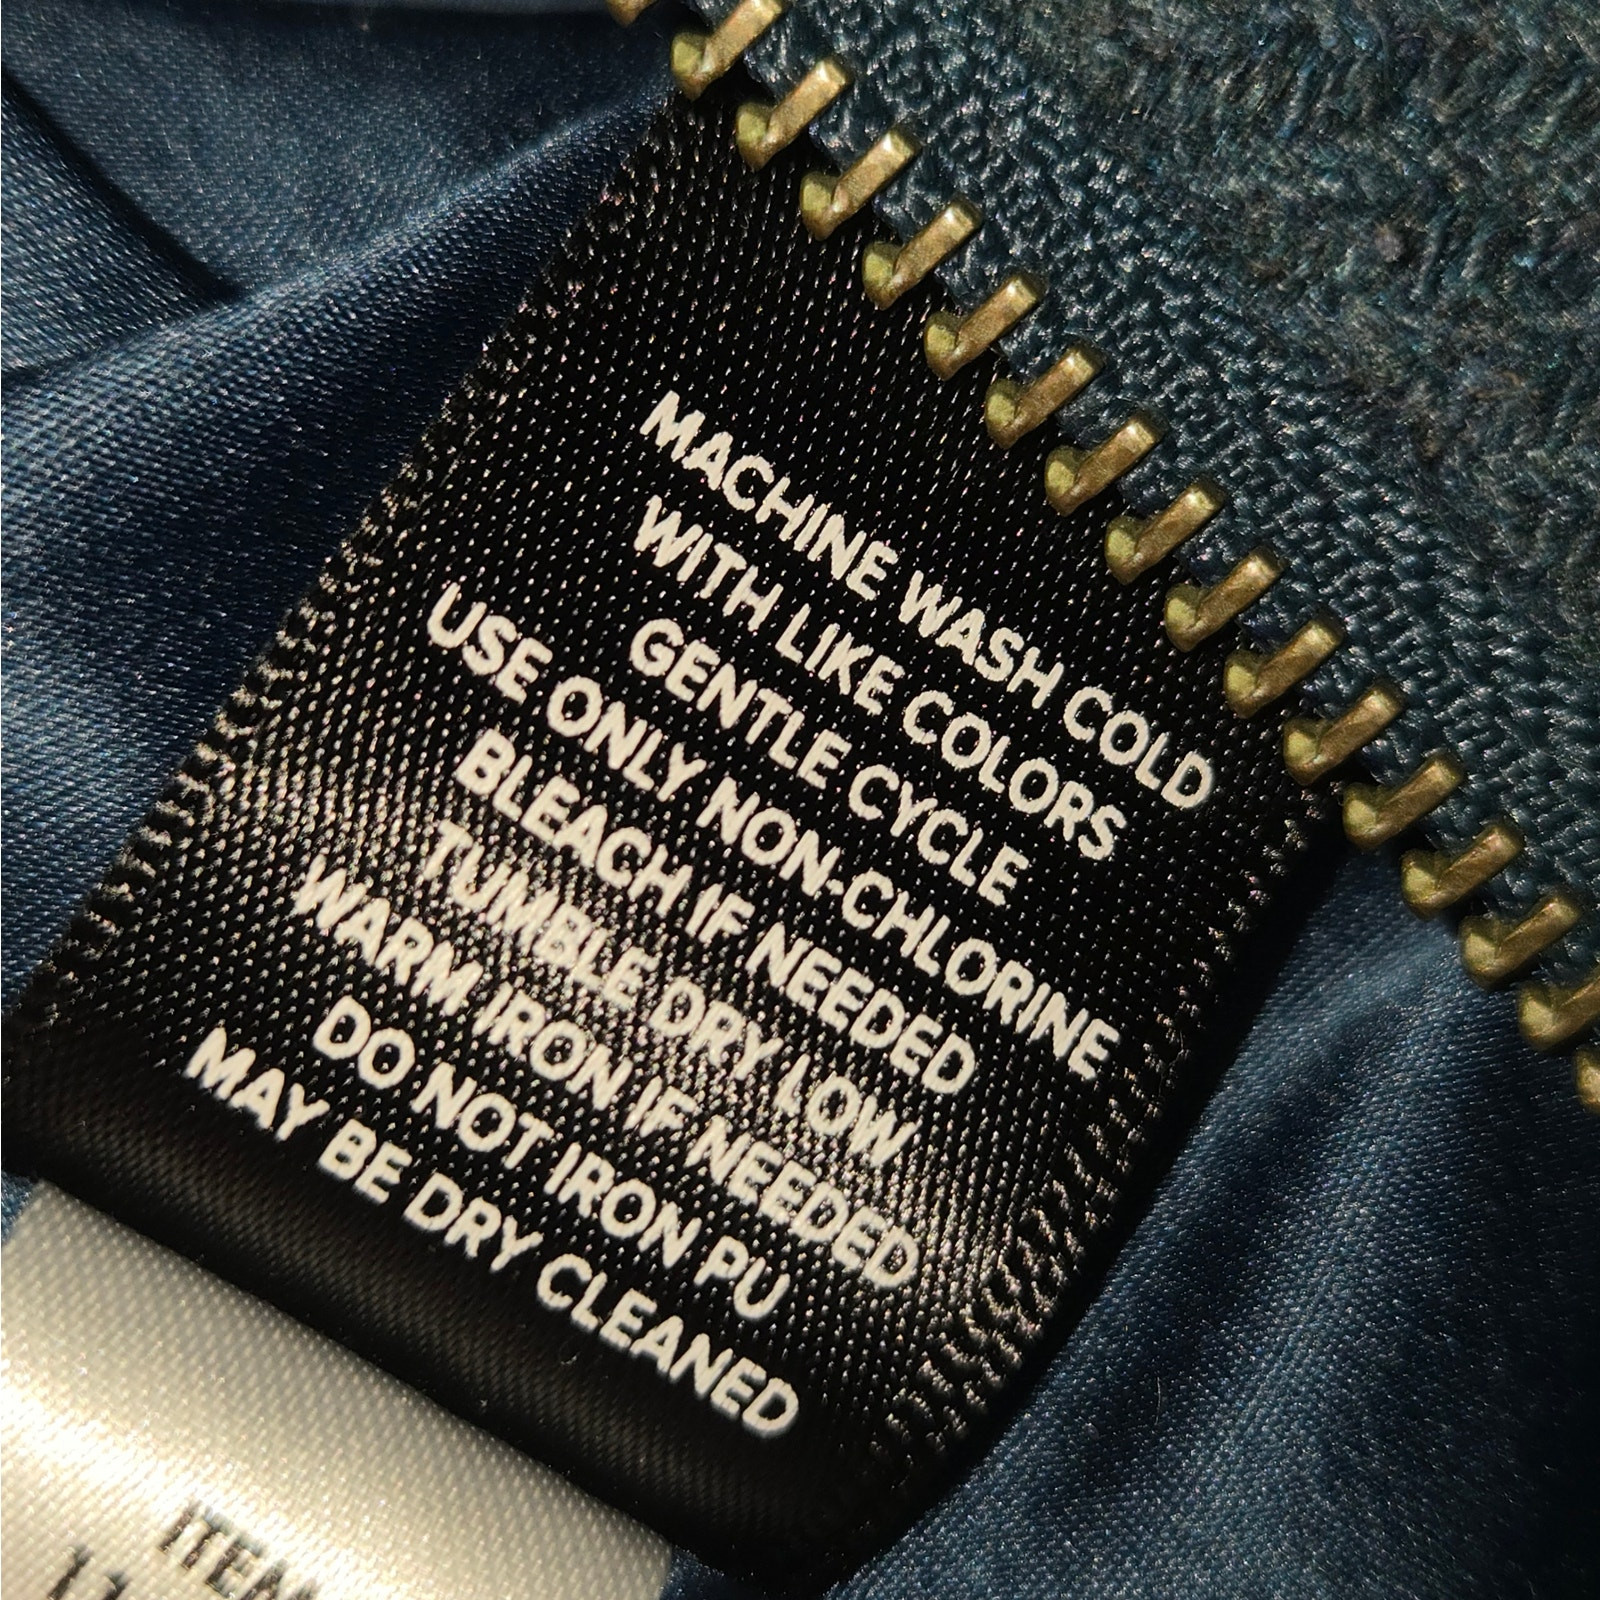 MACHINE WASH COLD
WITH LIKE COLORS
GENTLE CYCLE
USE ONLY NON-CHLORINE
BLEACH IF NEEDED
TUMBLE DRY LOW
WARM IRON IF NEEDED
DO NOT IRON PU
MAY BE DRY CLEANED
ITEM